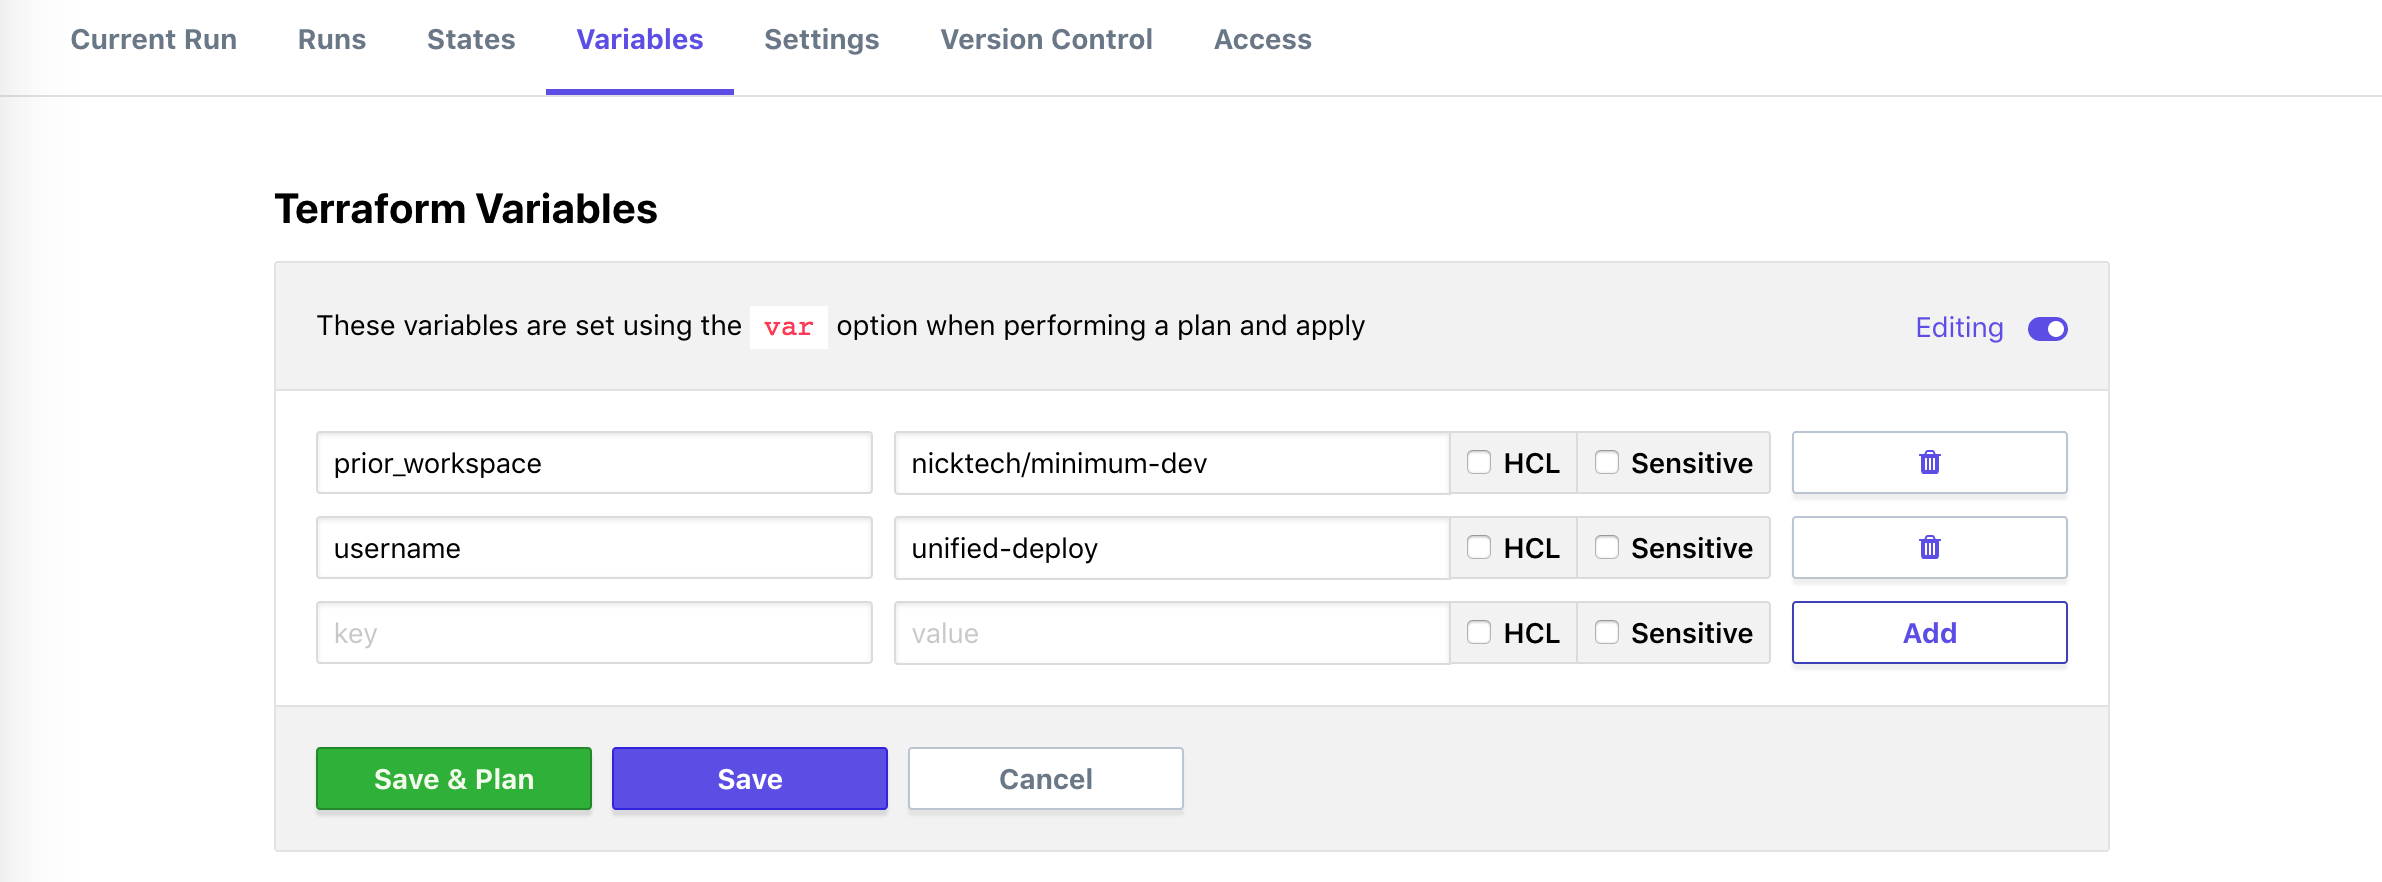 Current Run Runs States Variables Settings Version Control Access
Terraform Variables
These variables are set using the var option when performing a plan and apply Editing
prior_workspace nicktech/minimum-dev HCL Sensitive
username unified-deploy HCL Sensitive
key value HCL Sensitive Add
Save & Plan Save Cancel